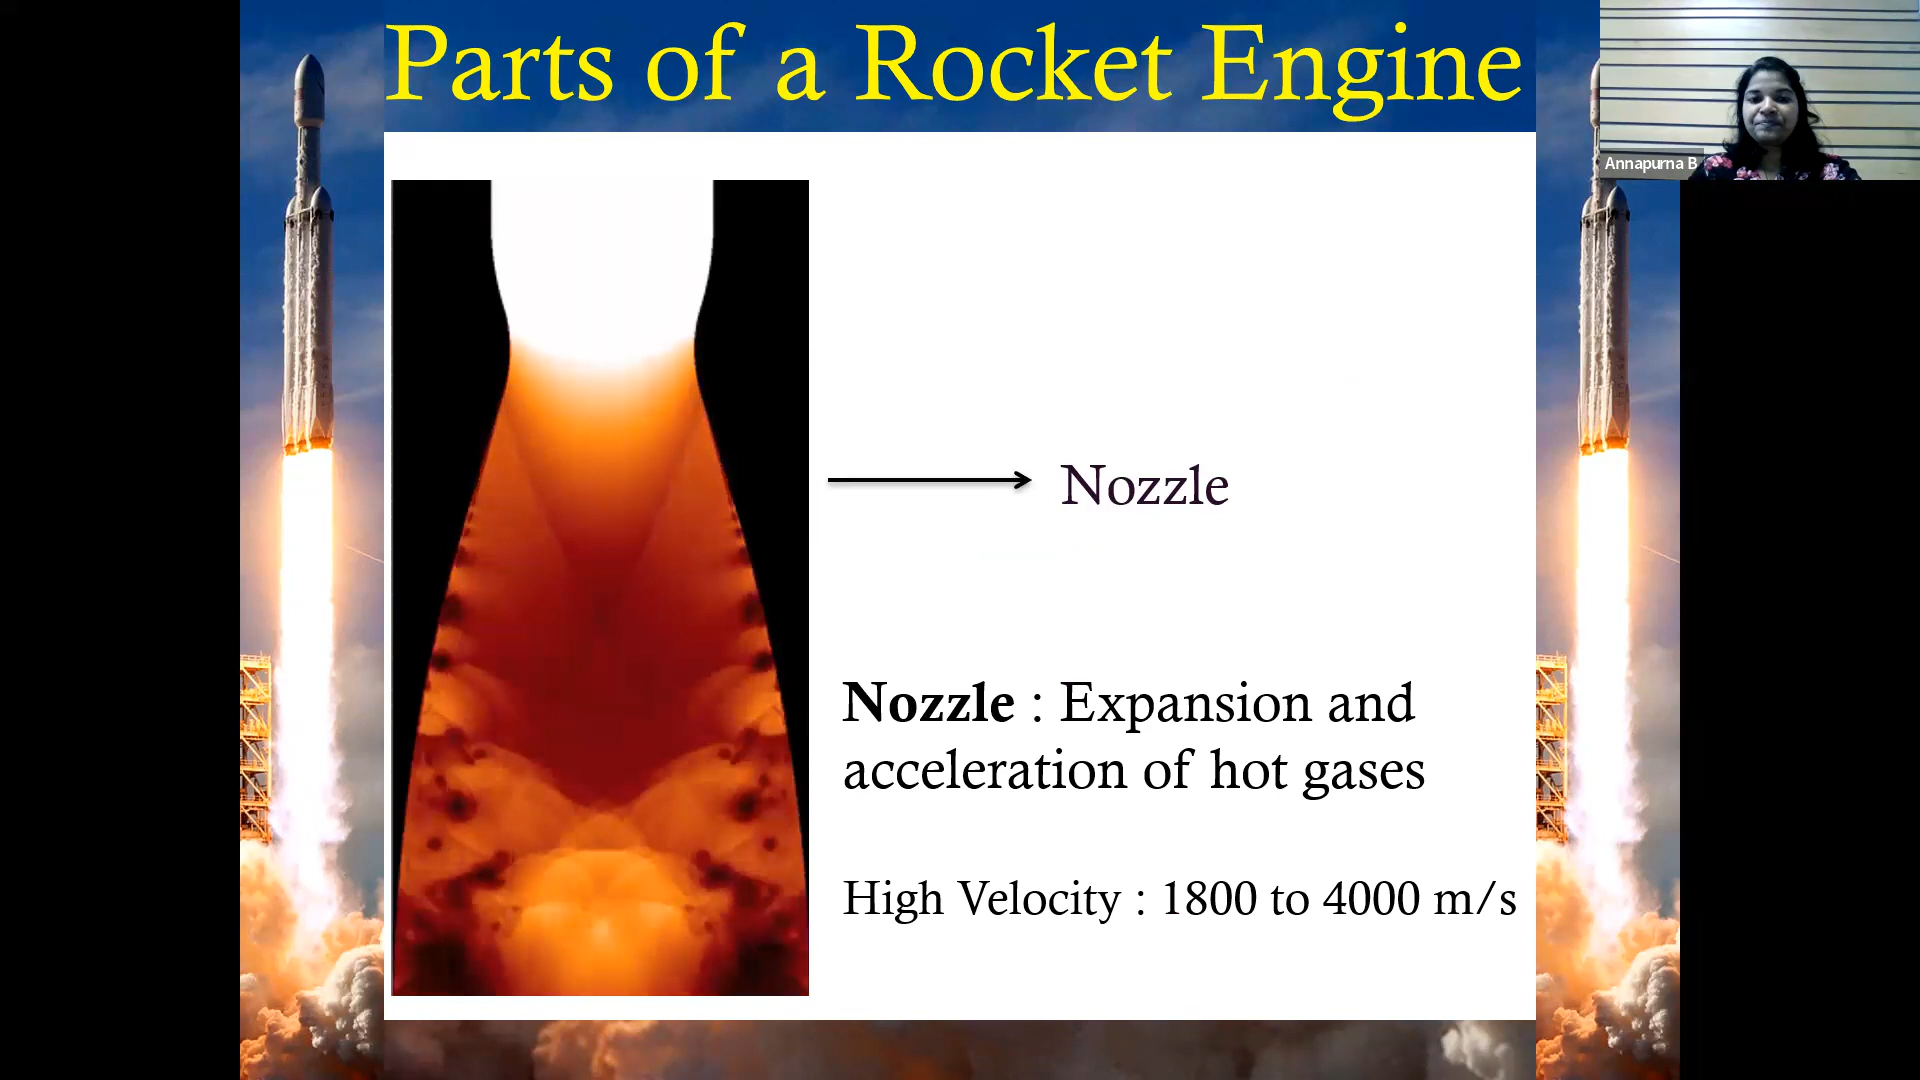 Parts of a Rocket Engine
Annapurna B
Nozzle
Nozzle : Expansion and
acceleration of hot gases
High Velocity : 1800 to 4000 m/s